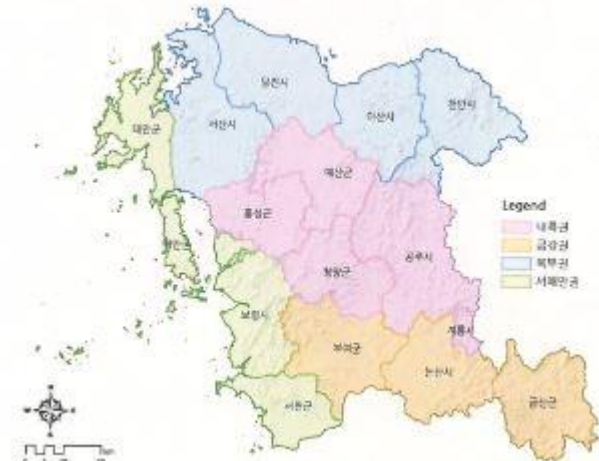 당진시
아산시
천안시
서산시
태안군
예산군
홍성군
Legend
내륙권
금강권
북부권
서해안권
태안군
공주시
청양군
보령시
계룡시
부여군
논산시
서천군
금산군